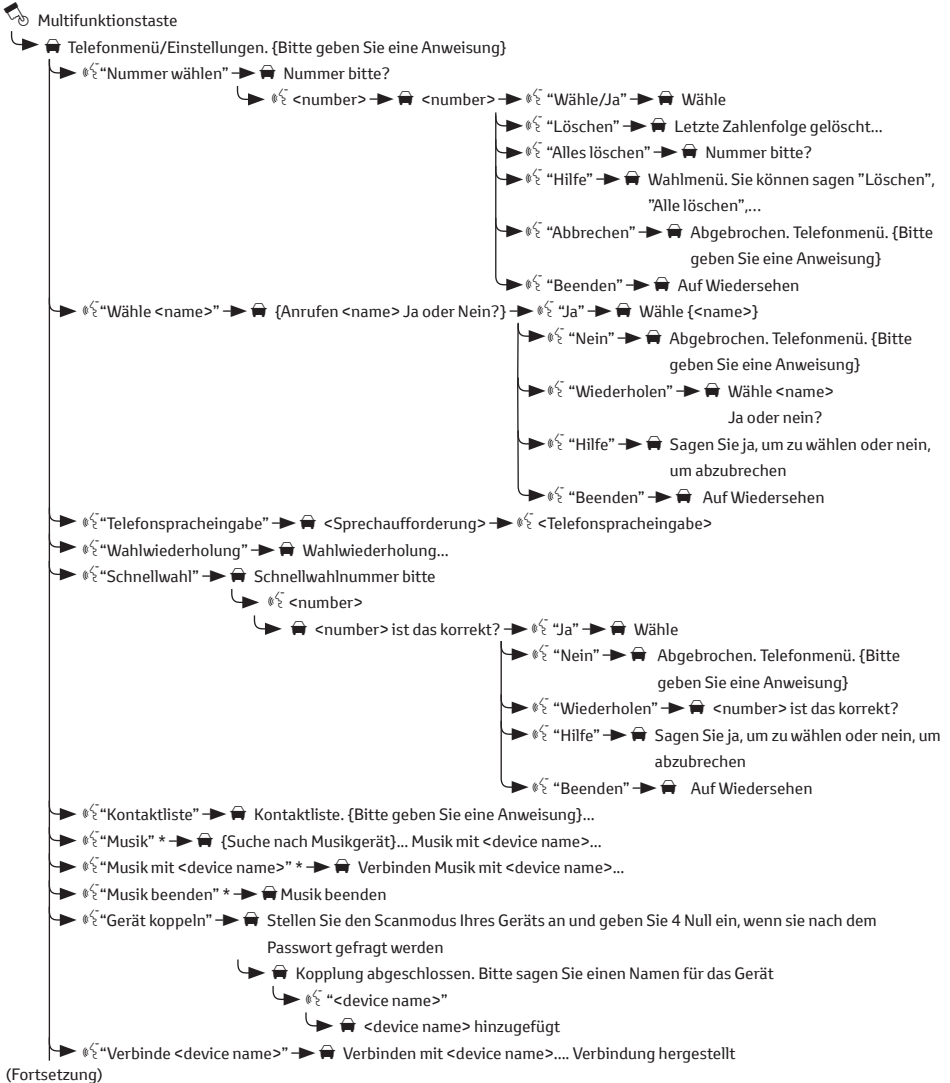 Multifunktionstaste
Telefonmenü/Einstellungen. {Bitte geben Sie eine Anweisung}
“Nummer wählen” Nummer bitte?
<number> <number> “Wähle/Ja” Wähle
“Löschen” Letzte Zahlenfolge gelöscht...
“Alles löschen” Nummer bitte?
“Hilfe” Wahlmenü. Sie können sagen ”Löschen”,
”Alle löschen”,...
“Abbrechen” Abgebrochen. Telefonmenü. {Bitte
geben Sie eine Anweisung}
“Beenden” Auf Wiedersehen
“Wähle <name>” {Anrufen <name> Ja oder Nein?} “Ja” Wähle {<name>}
“Nein” Abgebrochen. Telefonmenü. {Bitte
geben Sie eine Anweisung}
“Wiederholen” Wähle <name>
Ja oder nein?
“Hilfe” Sagen Sie ja, um zu wählen oder nein,
um abzubrechen
“Beenden” Auf Wiedersehen
“Telefonspracheingabe” <Sprechaufforderung> <Telefonspracheingabe>
“Wahlwiederholung” Wahlwiederholung...
“Schnellwahl” Schnellwahlnummer bitte
<number>
<number> ist das korrekt? “Ja” Wähle
“Nein” Abgebrochen. Telefonmenü. {Bitte
geben Sie eine Anweisung}
“Wiederholen” <number> ist das korrekt?
“Hilfe” Sagen Sie ja, um zu wählen oder nein, um
abzubrechen
“Beenden” Auf Wiedersehen
“Kontaktliste” Kontaktliste. {Bitte geben Sie eine Anweisung}...
“Musik” * {Suche nach Musikgerät}... Musik mit <device name>...
“Musik mit <device name>” * Verbinden Musik mit <device name>...
“Musik beenden” * Musik beenden
“Gerät koppeln” Stellen Sie den Scanmodus Ihres Geräts an und geben Sie 4 Null ein, wenn sie nach dem
Passwort gefragt werden
Kopplung abgeschlossen. Bitte sagen Sie einen Namen für das Gerät
“<device name>”
<device name> hinzugefügt
“Verbinde <device name>” Verbinden mit <device name>.... Verbindung hergestellt
(Fortsetzung)